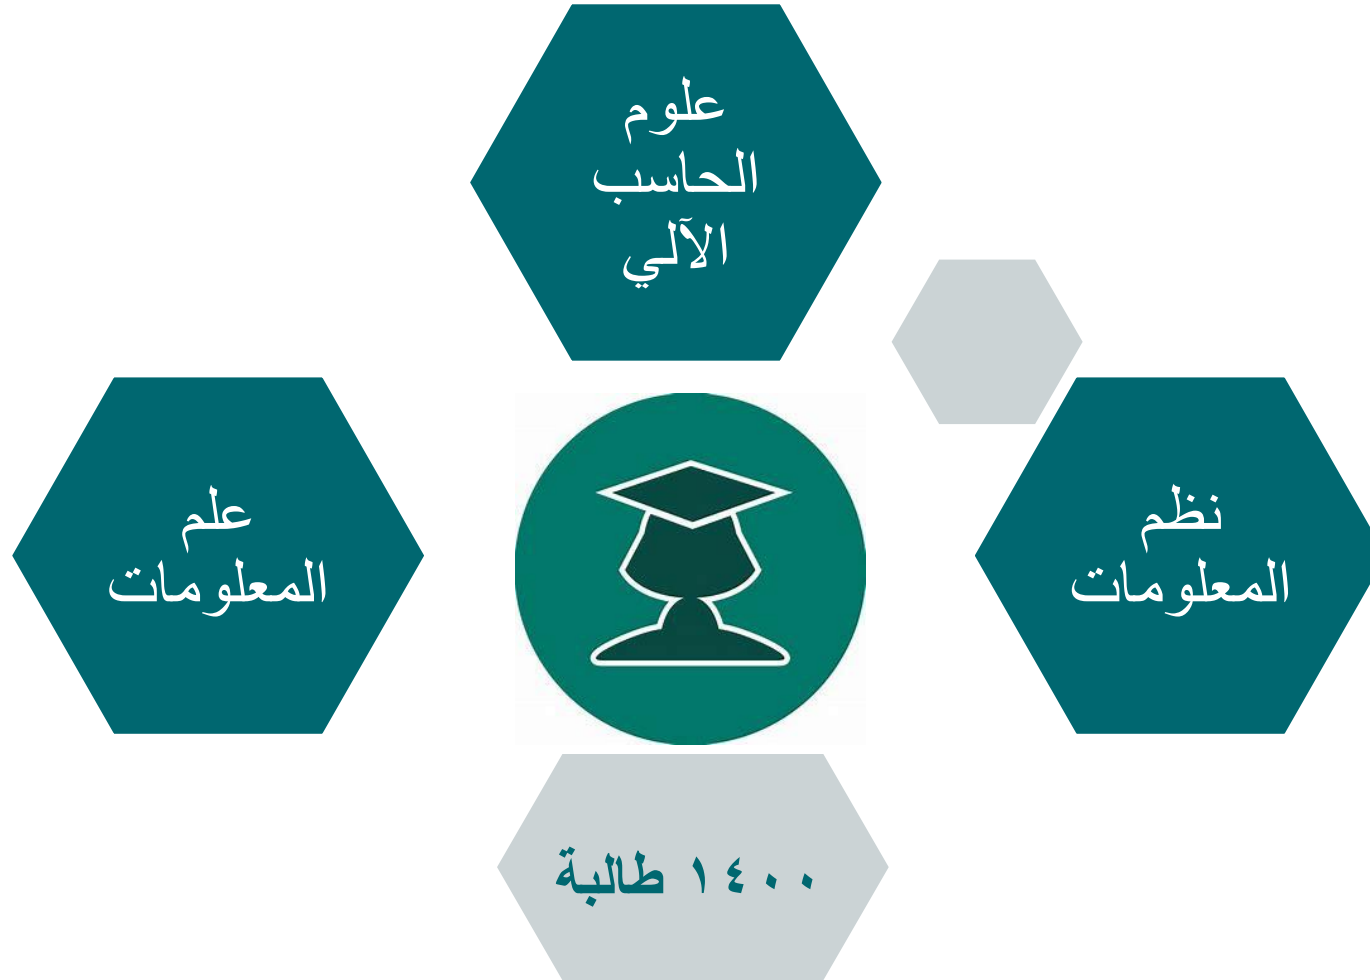 علوم
الحاسب
الآلي
نظم
المعلومات
علم
المعلومات
١٤٠٠ طالبة